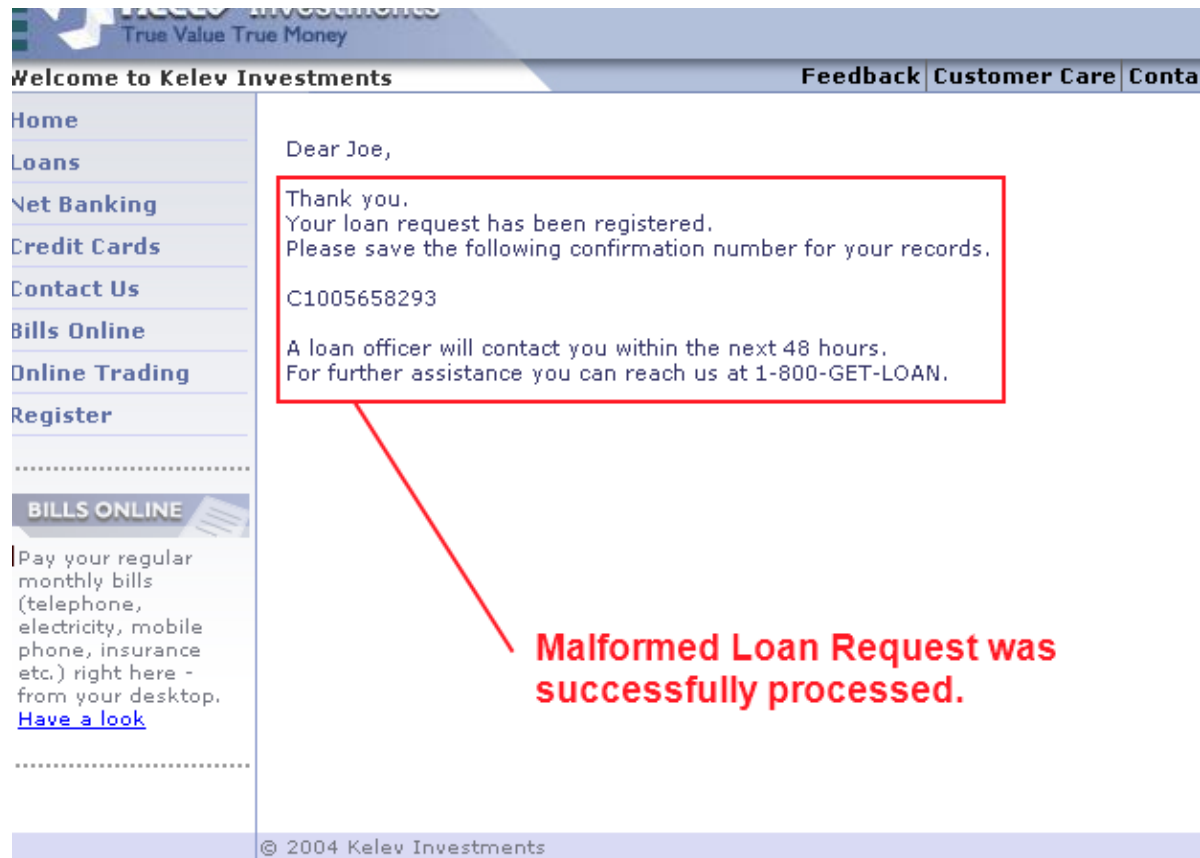 Investments
True Value True Money
Welcome to Kelev Investments
Feedback Customer Care Conta
Home
Loans
Net Banking
Credit Cards
Contact Us
Bills Online
Online Trading
Register
BILLS ONLINE
Pay your regular
monthly bills
(telephone,
electricity, mobile
phone, insurance
etc.) right here -
from your desktop.
Have a look
Dear Joe,
Thank you.
Your loan request has been registered.
Please save the following confirmation number for your records.
C1005658293
A loan officer will contact you within the next 48 hours.
For further assistance you can reach us at 1-800-GET-LOAN.
Malformed Loan Request was
successfully processed.
© 2004 Kelev Investments